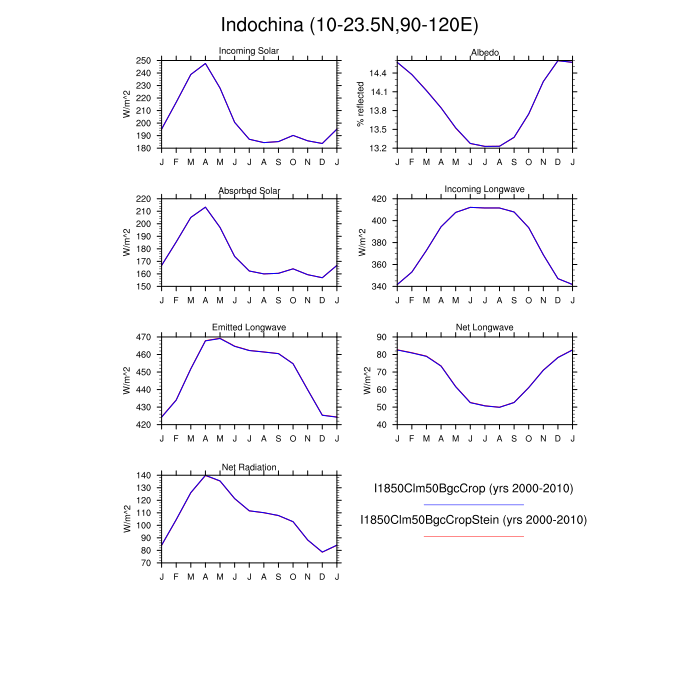 Indochina (10-23.5N,90-120E)
Incoming Solar
W/m^2
250
240
230
220
210
200
190
180
J F M A M J J A S O N D J
Albedo
% reflected
14.4
14.1
13.8
13.5
13.2
J F M A M J J A S O N D J
Absorbed Solar
W/m^2
220
210
200
190
180
170
160
150
J F M A M J J A S O N D J
Incoming Longwave
W/m^2
420
400
380
360
340
J F M A M J J A S O N D J
Emitted Longwave
W/m^2
470
460
450
440
430
420
J F M A M J J A S O N D J
Net Longwave
W/m^2
90
80
70
60
50
40
J F M A M J J A S O N D J
Net Radiation
W/m^2
140
130
120
110
100
90
80
70
J F M A M J J A S O N D J
I1850Clm50BgcCrop (yrs 2000-2010)
I1850Clm50BgcCropStein (yrs 2000-2010)